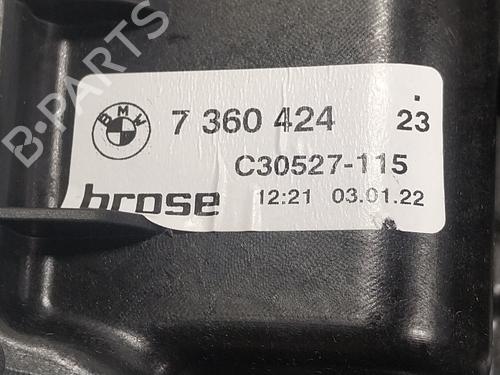 B-PARTS
BMW
7 360 424 23
C30527-115
brose 12:21 03.01.22